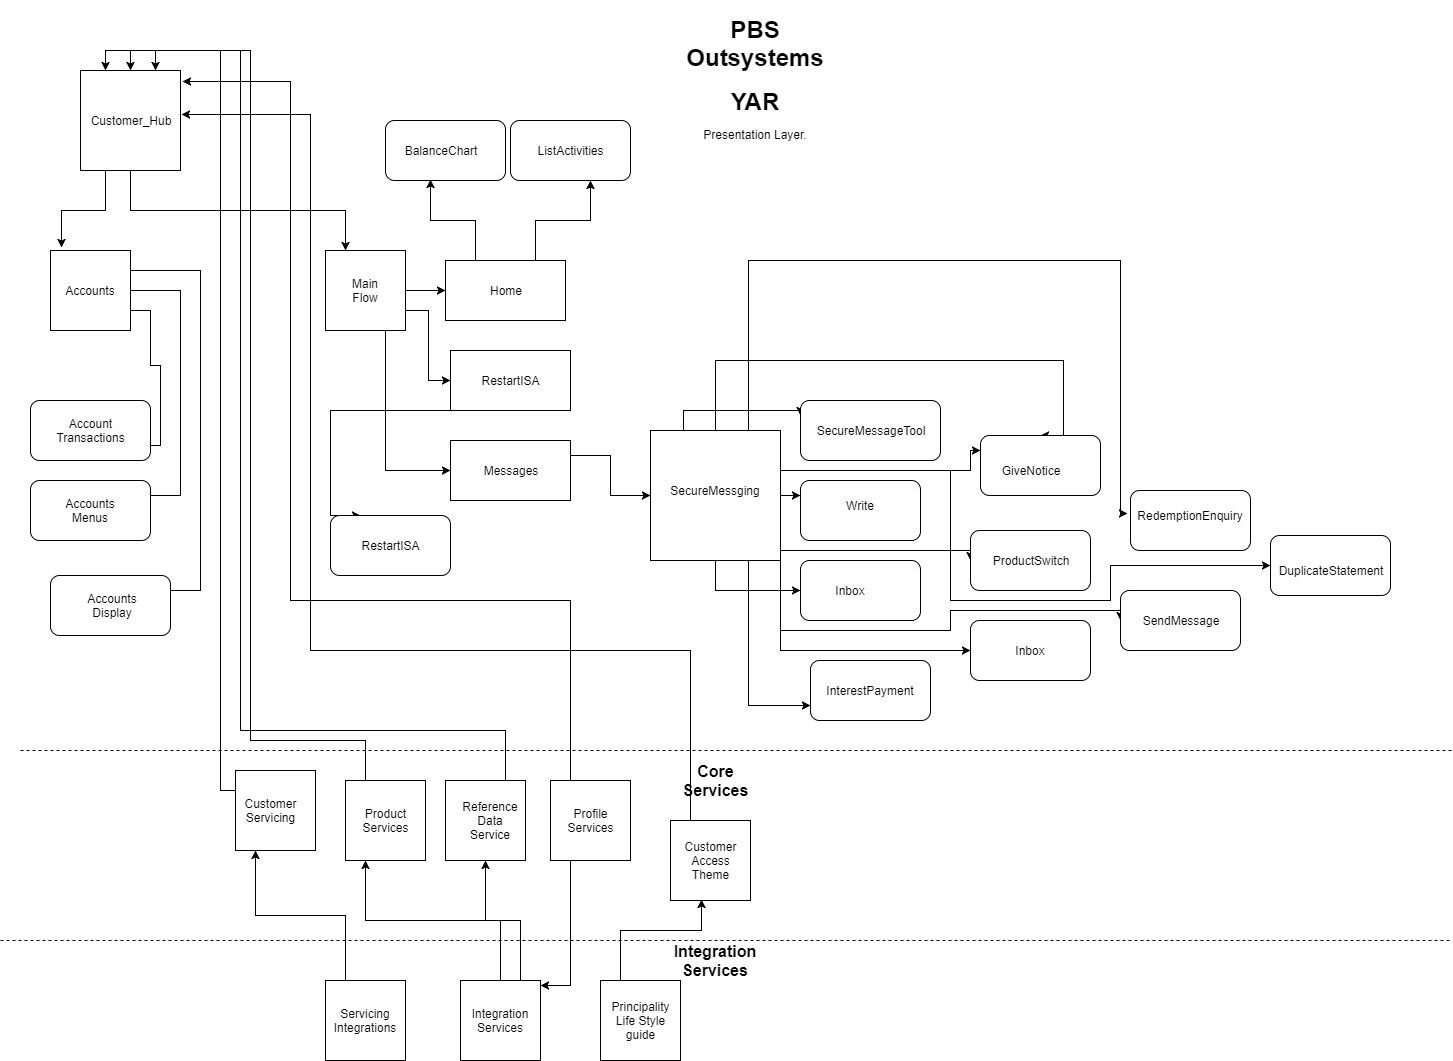 PBS
Outsystems
YAR
Presentation Layer.
Customer_Hub
BalanceChart
ListActivities
Accounts
Main
Flow
Home
RestartISA
Account
Transactions
SecureMessageTool
Messages
SecureMessging
GiveNotice
Accounts
Menus
Write
RedemptionEnquiry
RestartISA
ProductSwitch
DuplicateStatement
Accounts
Display
Inbox
SendMessage
Inbox
InterestPayment
Core
Services
Customer
Servicing
Product
Services
Reference
Data
Service
Profile
Services
Customer
Access
Theme
Integration
Services
Servicing
Integrations
Integration
Services
Principality
Life Style
guide